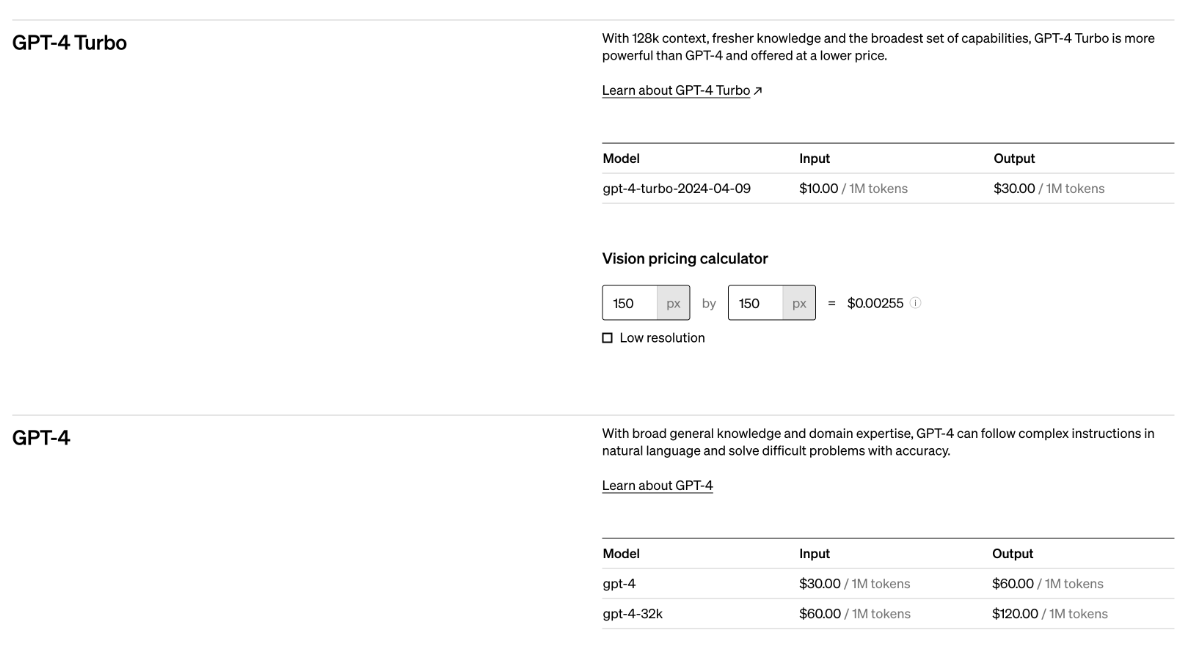 GPT-4 Turbo
With 128k context, fresher knowledge and the broadest set of capabilities, GPT-4 Turbo is more
powerful than GPT-4 and offered at a lower price.
Learn about GPT-4 Turbo ↗
Model Input Output
gpt-4-turbo-2024-04-09 $10.00 / 1M tokens $30.00 / 1M tokens
Vision pricing calculator
150 px by 150 px = $0.00255 ⓘ
Low resolution
GPT-4
With broad general knowledge and domain expertise, GPT-4 can follow complex instructions in
natural language and solve difficult problems with accuracy.
Learn about GPT-4
Model Input Output
gpt-4 $30.00 / 1M tokens $60.00 / 1M tokens
gpt-4-32k $60.00 / 1M tokens $120.00 / 1M tokens